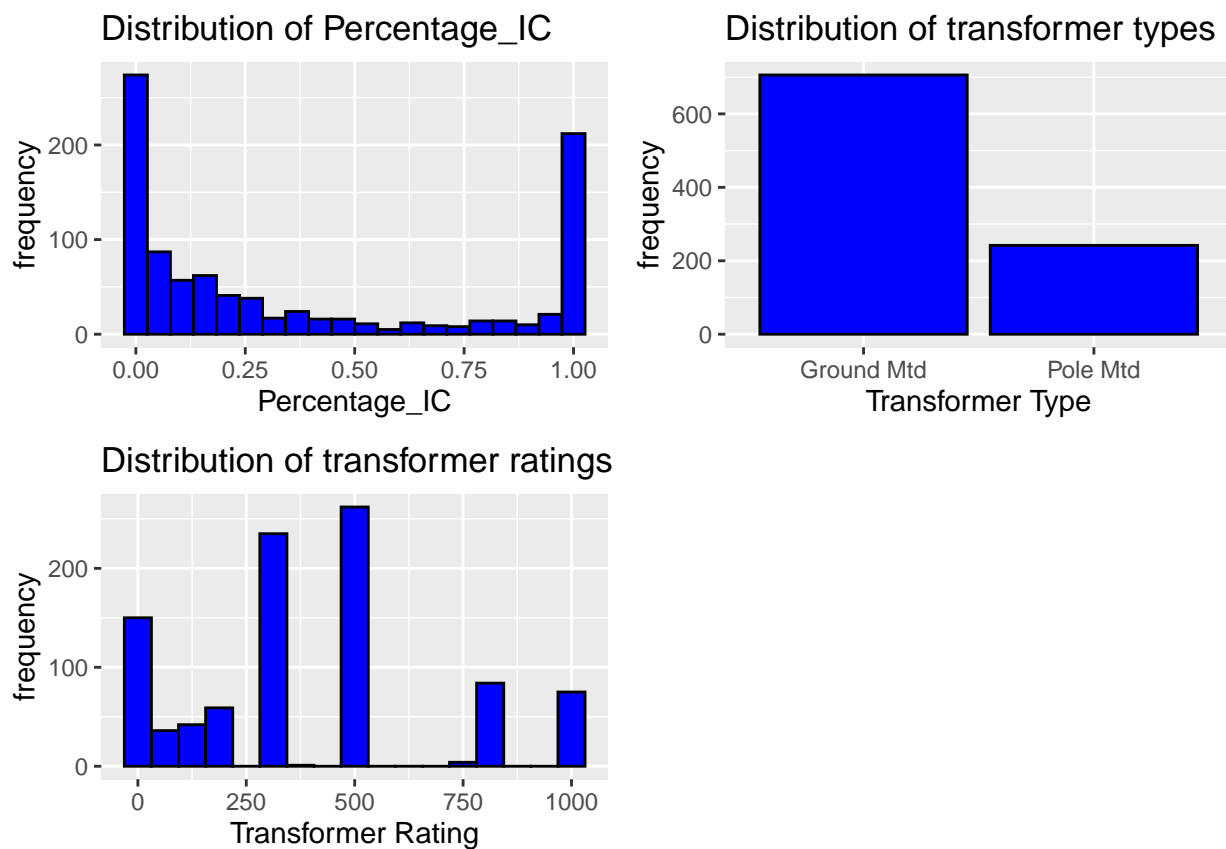 Distribution of Percentage_IC
frequency
200
100
0
0.00 0.25 0.50 0.75 1.00
Percentage_IC
Distribution of transformer types
frequency
600
400
200
0
Ground Mtd Pole Mtd
Transformer Type
Distribution of transformer ratings
frequency
200
100
0
0 250 500 750 1000
Transformer Rating